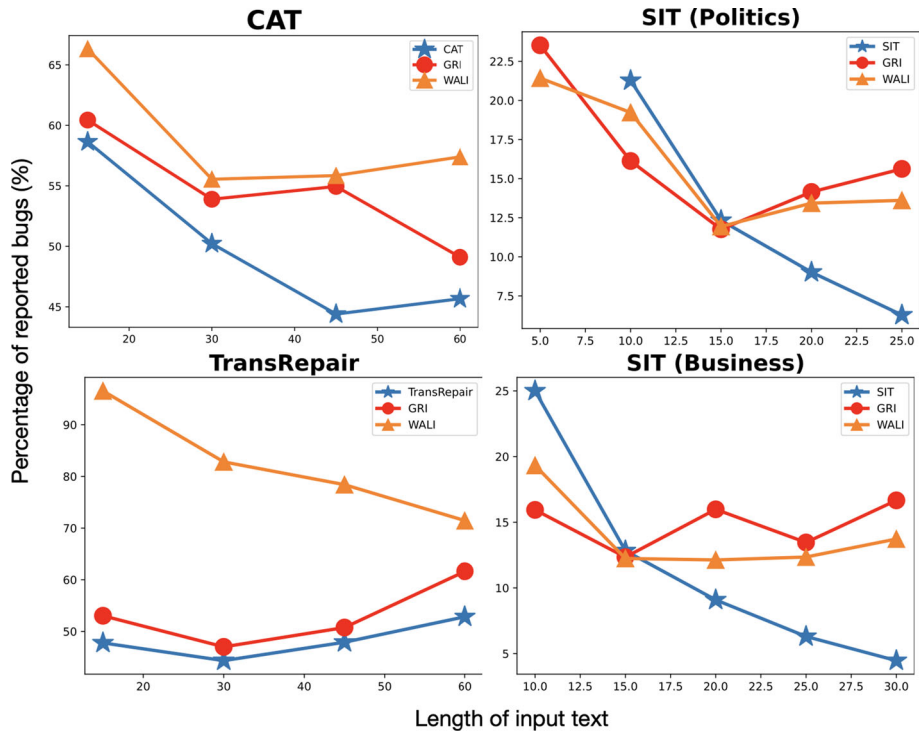 CAT
CAT
GRI
WALI
65
60
55
50
45
20
30
40
50
60
SIT (Politics)
SIT
GRI
WALI
22.5
20.0
17.5
15.0
12.5
10.0
7.5
5.0
7.5
10.0
12.5
15.0
17.5
20.0
22.5
25.0
Percentage of reported bugs (%)
TransRepair
TransRepair
GRI
WALI
90
80
70
60
50
20
30
40
50
60
SIT (Business)
SIT
GRI
WALI
25
20
15
10
5
10.0
12.5
15.0
17.5
20.0
22.5
25.0
27.5
30.0
Length of input text